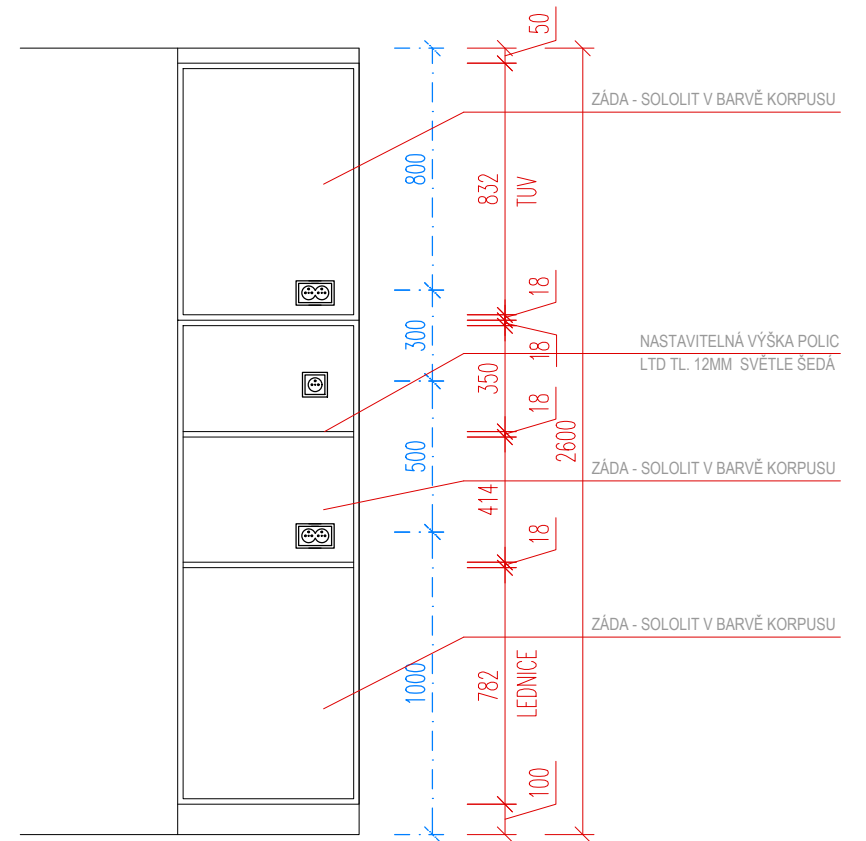 50
ZÁDA - SOLOLIT V BARVĚ KORPUSU
800
832
TUV
18
300
18
NASTAVITELNÁ VÝŠKA POLIC
LTD TL. 12MM SVĚTLE ŠEDÁ
350
18
2600
500
ZÁDA - SOLOLIT V BARVĚ KORPUSU
414
18
ZÁDA - SOLOLIT V BARVĚ KORPUSU
1000
782
LEDNICE
100